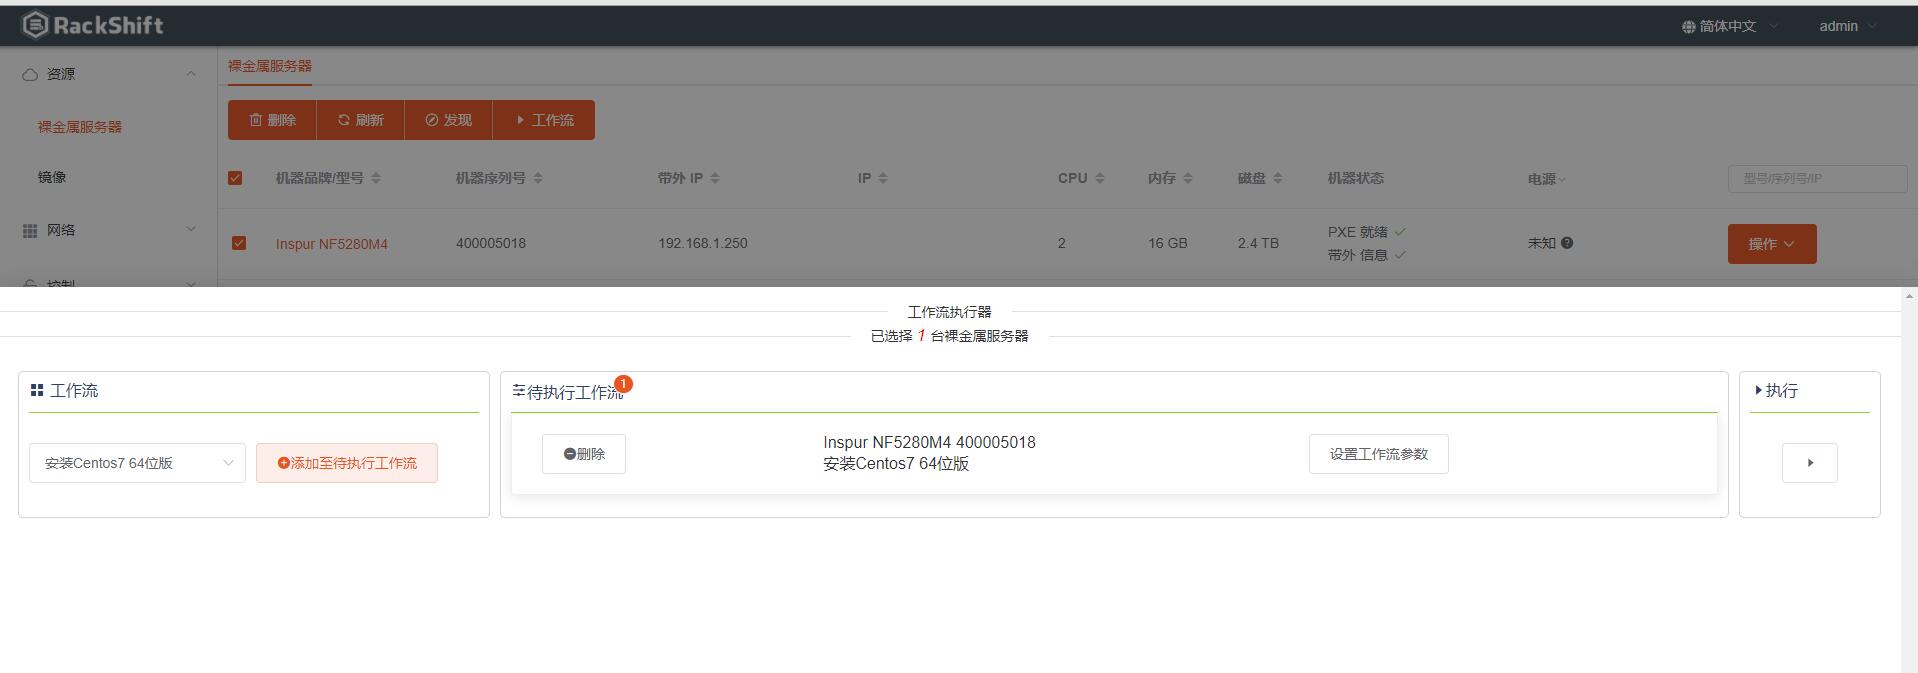 RackShift
简体中文
admin
资源
裸金属服务器
镜像
网络
控制
裸金属服务器
删除 刷新 发现 工作流
机器品牌/型号 机器序列号 带外 IP IP CPU 内存 磁盘 机器状态 电源 型号/序列号/IP
Inspur NF5280M4 400005018 192.168.1.250 2 16 GB 2.4 TB PXE 就绪 未知 操作
带外 信息
工作流执行器
已选择 1 台裸金属服务器
工作流
安装Centos7 64位版 添加至待执行工作流
待执行工作流 1
删除
Inspur NF5280M4 400005018
安装Centos7 64位版
设置工作流参数
执行